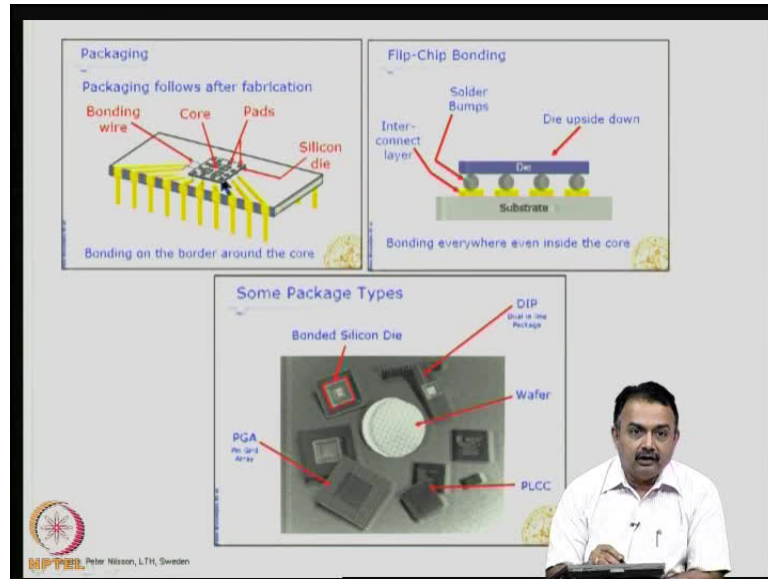 Packaging
Packaging follows after fabrication
Bonding
wire
Core
Pads
Silicon
die
Bonding on the border around the core
Flip-Chip Bonding
Solder
Bumps
Inter-
connect
layer
Die upside down
Die
Substrate
Bonding everywhere even inside the core
Some Package Types
Bonded Silicon Die
DIP
Dual in line
Package
Wafer
PGA
Pin Grid
Array
PLCC
NPTEL
Peter Nilsson, LTH, Sweden